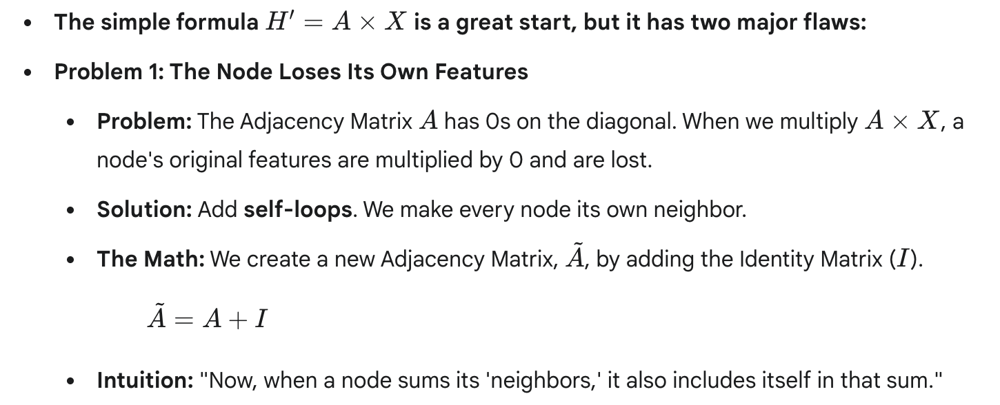 • The simple formula H′ = A × X is a great start, but it has two major flaws:
• Problem 1: The Node Loses Its Own Features
• Problem: The Adjacency Matrix A has 0s on the diagonal. When we multiply A × X, a
node's original features are multiplied by 0 and are lost.
• Solution: Add self-loops. We make every node its own neighbor.
• The Math: We create a new Adjacency Matrix, Ã, by adding the Identity Matrix (I).
Ã = A + I
• Intuition: "Now, when a node sums its 'neighbors,' it also includes itself in that sum."